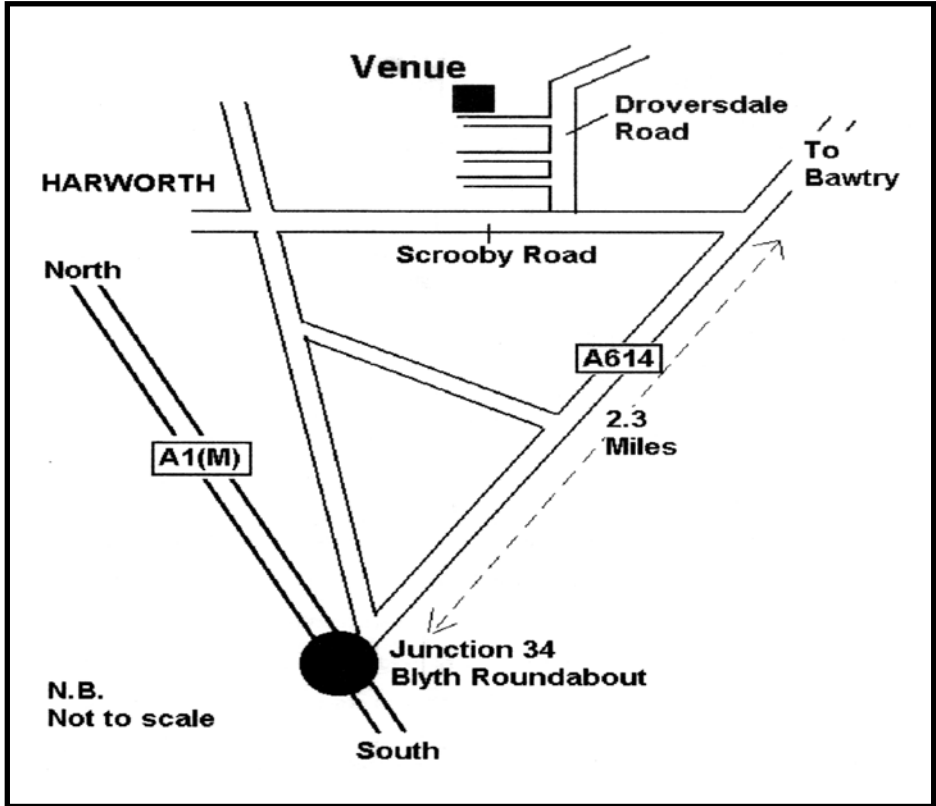 Venue
Droversdale
Road
To
Bawtry
HARWORTH
Scrooby Road
North
A614
2.3
Miles
A1(M)
Junction 34
Blyth Roundabout
N.B.
Not to scale
South